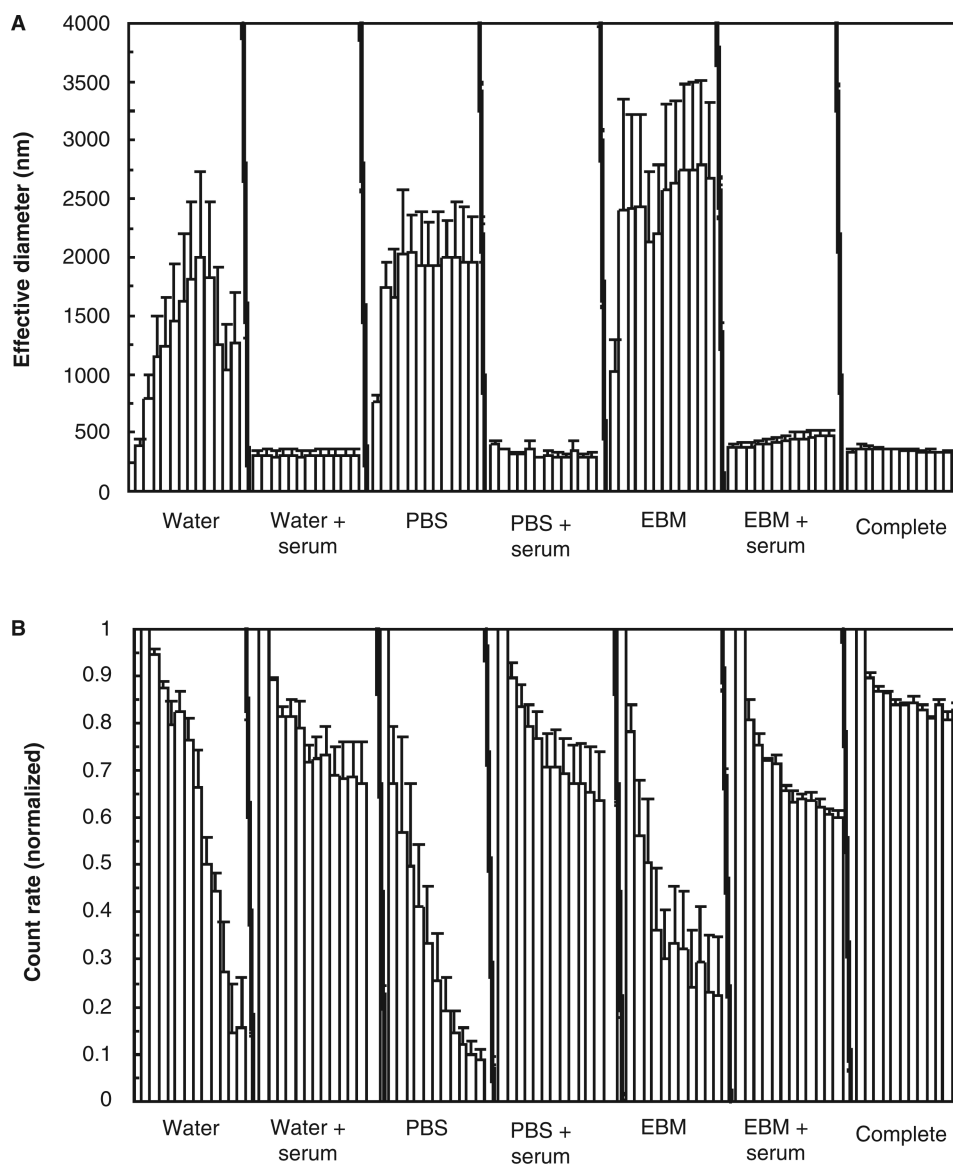 A
Effective diameter (nm)
4000
3500
3000
2500
2000
1500
1000
500
0
Water
Water + serum
PBS
PBS + serum
EBM
EBM + serum
Complete
B
Count rate (normalized)
1
0.9
0.8
0.7
0.6
0.5
0.4
0.3
0.2
0.1
0
Water
Water + serum
PBS
PBS + serum
EBM
EBM + serum
Complete